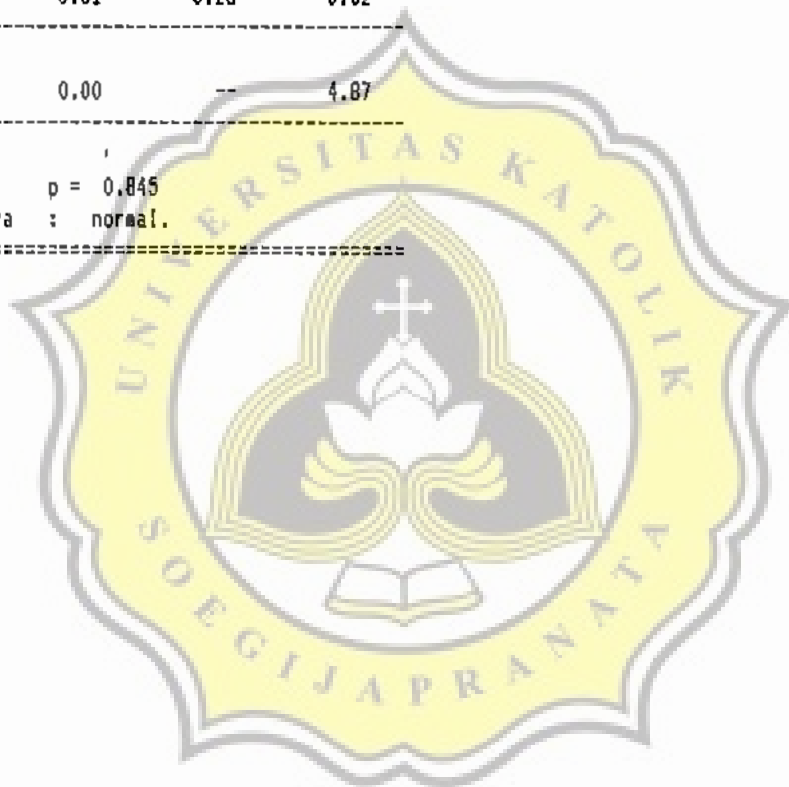 0.00 -- 4.87
p = 0.845
: normal.
UNIVERSITAS KATOLIK
SOEGIJAPRANATA